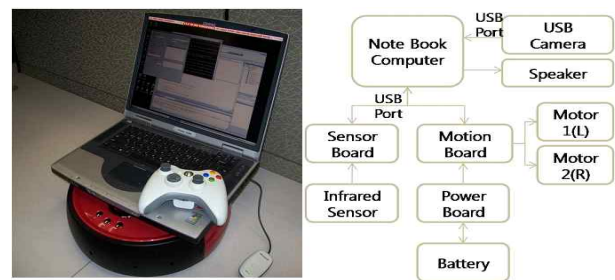 Note Book
Computer
USB
Port
USB
Camera
Speaker
USB
Port
Sensor
Board
Motion
Board
Motor
1(L)
Motor
2(R)
Infrared
Sensor
Power
Board
Battery